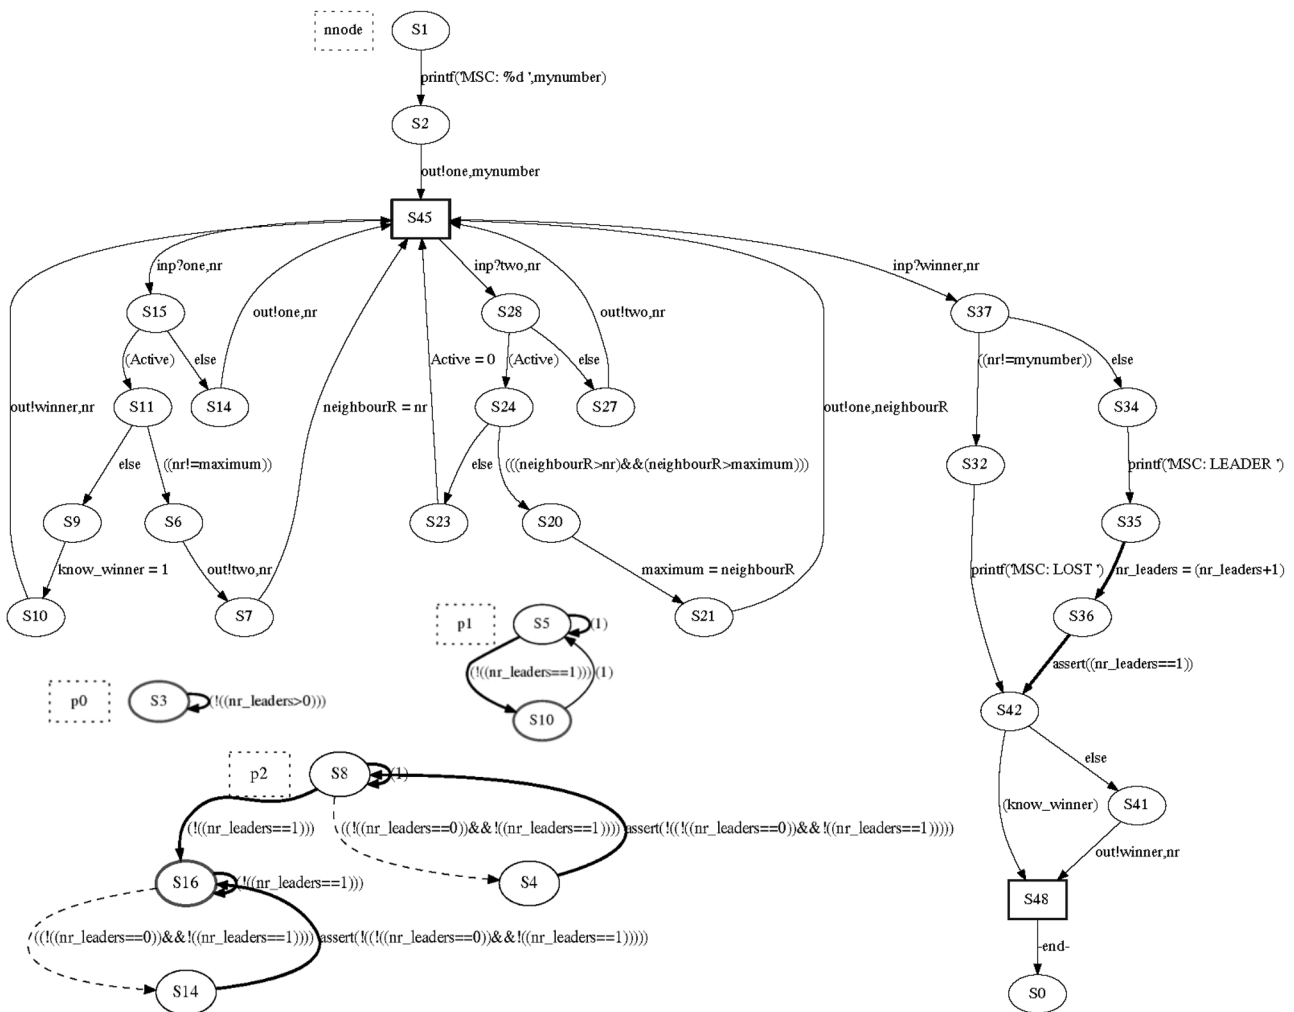 nnode
S1
printf('MSC: %d ',mynumber)
S2
out!one,mynumber
S45
inp?one,nr
inp?two,nr
inp?winner,nr
S15
S28
S37
out!one,nr
out!two,nr
(Active)
else
Active = 0
(Active)
else
((nr!=mynumber))
else
out!winner,nr
S11
S14
neighbourR = nr
S24
S27
out!one,neighbourR
S34
else
((nr!=maximum))
else
(((neighbourR>nr)&&(neighbourR>maximum)))
S32
printf('MSC: LEADER ')
S9
S6
S23
S20
S35
know_winner = 1
out!two,nr
maximum = neighbourR
printf('MSC: LOST ')
nr_leaders = (nr_leaders+1)
S10
S7
S21
S36
p1
S5
(1)
(!((nr_leaders==1)))
(1)
assert((nr_leaders==1))
S10
p0
S3
(!((nr_leaders>0)))
S42
p2
S8
(1)
else
(know_winner)
S41
(!((nr_leaders==1)))
((!((nr_leaders==0))&&!((nr_leaders==1))))
assert(!((!((nr_leaders==0))&&!((nr_leaders==1)))))
out!winner,nr
S16
(!((nr_leaders==1)))
S4
S48
((!((nr_leaders==0))&&!((nr_leaders==1))))
assert(!((!((nr_leaders==0))&&!((nr_leaders==1)))))
-end-
S14
S0